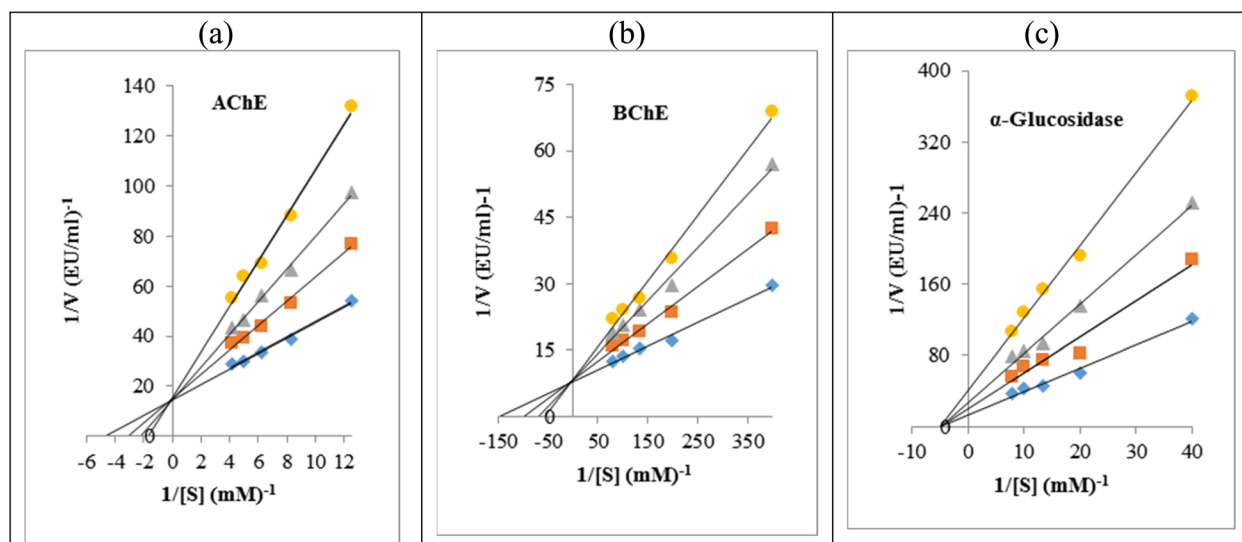 (a)
AChE
1/V (EU/ml)-1
140
120
100
80
60
40
20
0
-6 -4 -2 0 2 4 6 8 10 12
1/[S] (mM)-1
(b)
BChE
1/V (EU/ml)-1
75
60
45
30
15
0
-150 -50 50 150 250 350
1/[S] (mM)-1
(c)
α-Glucosidase
1/V (EU/ml)-1
400
320
240
160
80
0
-10 0 10 20 30 40
1/[S] (mM)-1